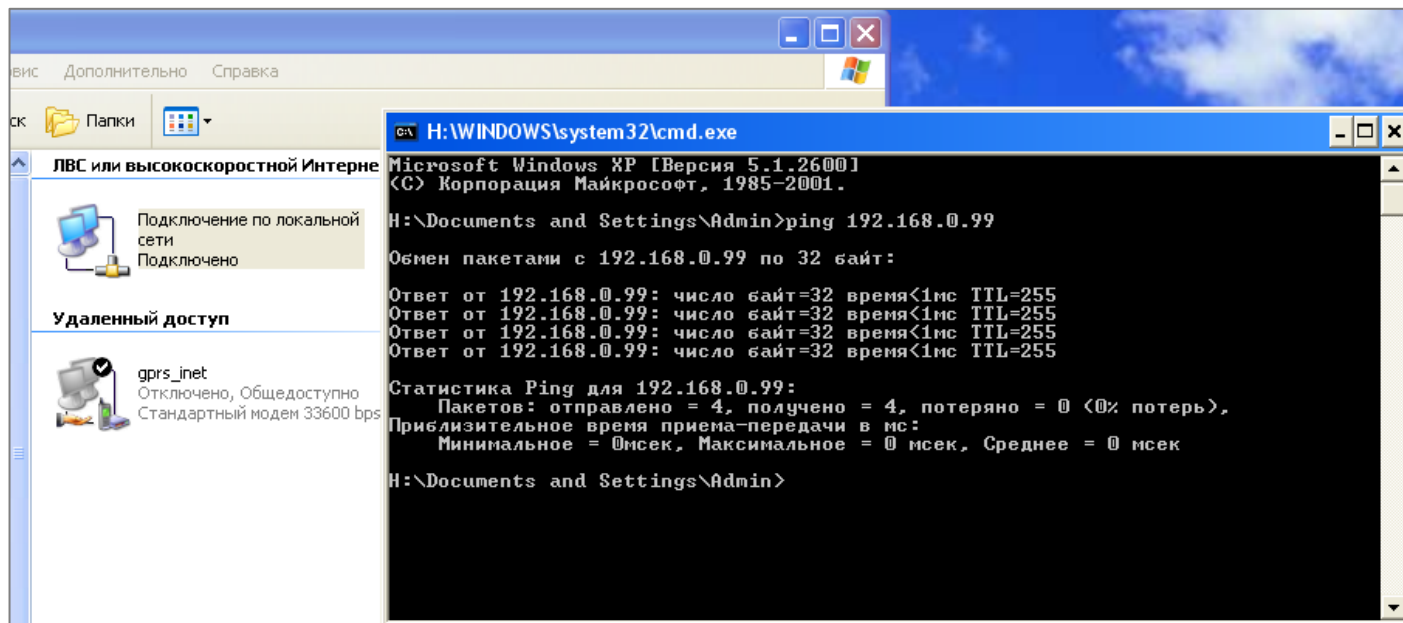 вис Дополнительно Справка
ск Папки
ЛВС или высокоскоростной Интерне
Подключение по локальной
сети
Подключено
Удаленный доступ
gprs_inet
Отключено, Общедоступно
Стандартный модем 33600 bps
H:\WINDOWS\system32\cmd.exe
Microsoft Windows XP [Версия 5.1.2600]
(C) Корпорация Майкрософт, 1985-2001.
H:\Documents and Settings\Admin>ping 192.168.0.99
Обмен пакетами с 192.168.0.99 по 32 байт:
Ответ от 192.168.0.99: число байт=32 время<1мс TTL=255
Ответ от 192.168.0.99: число байт=32 время<1мс TTL=255
Ответ от 192.168.0.99: число байт=32 время<1мс TTL=255
Ответ от 192.168.0.99: число байт=32 время<1мс TTL=255
Статистика Ping для 192.168.0.99:
Пакетов: отправлено = 4, получено = 4, потеряно = 0 (0% потерь),
Приблизительное время приема-передачи в мс:
Минимальное = 0мсек, Максимальное = 0 мсек, Среднее = 0 мсек
H:\Documents and Settings\Admin>